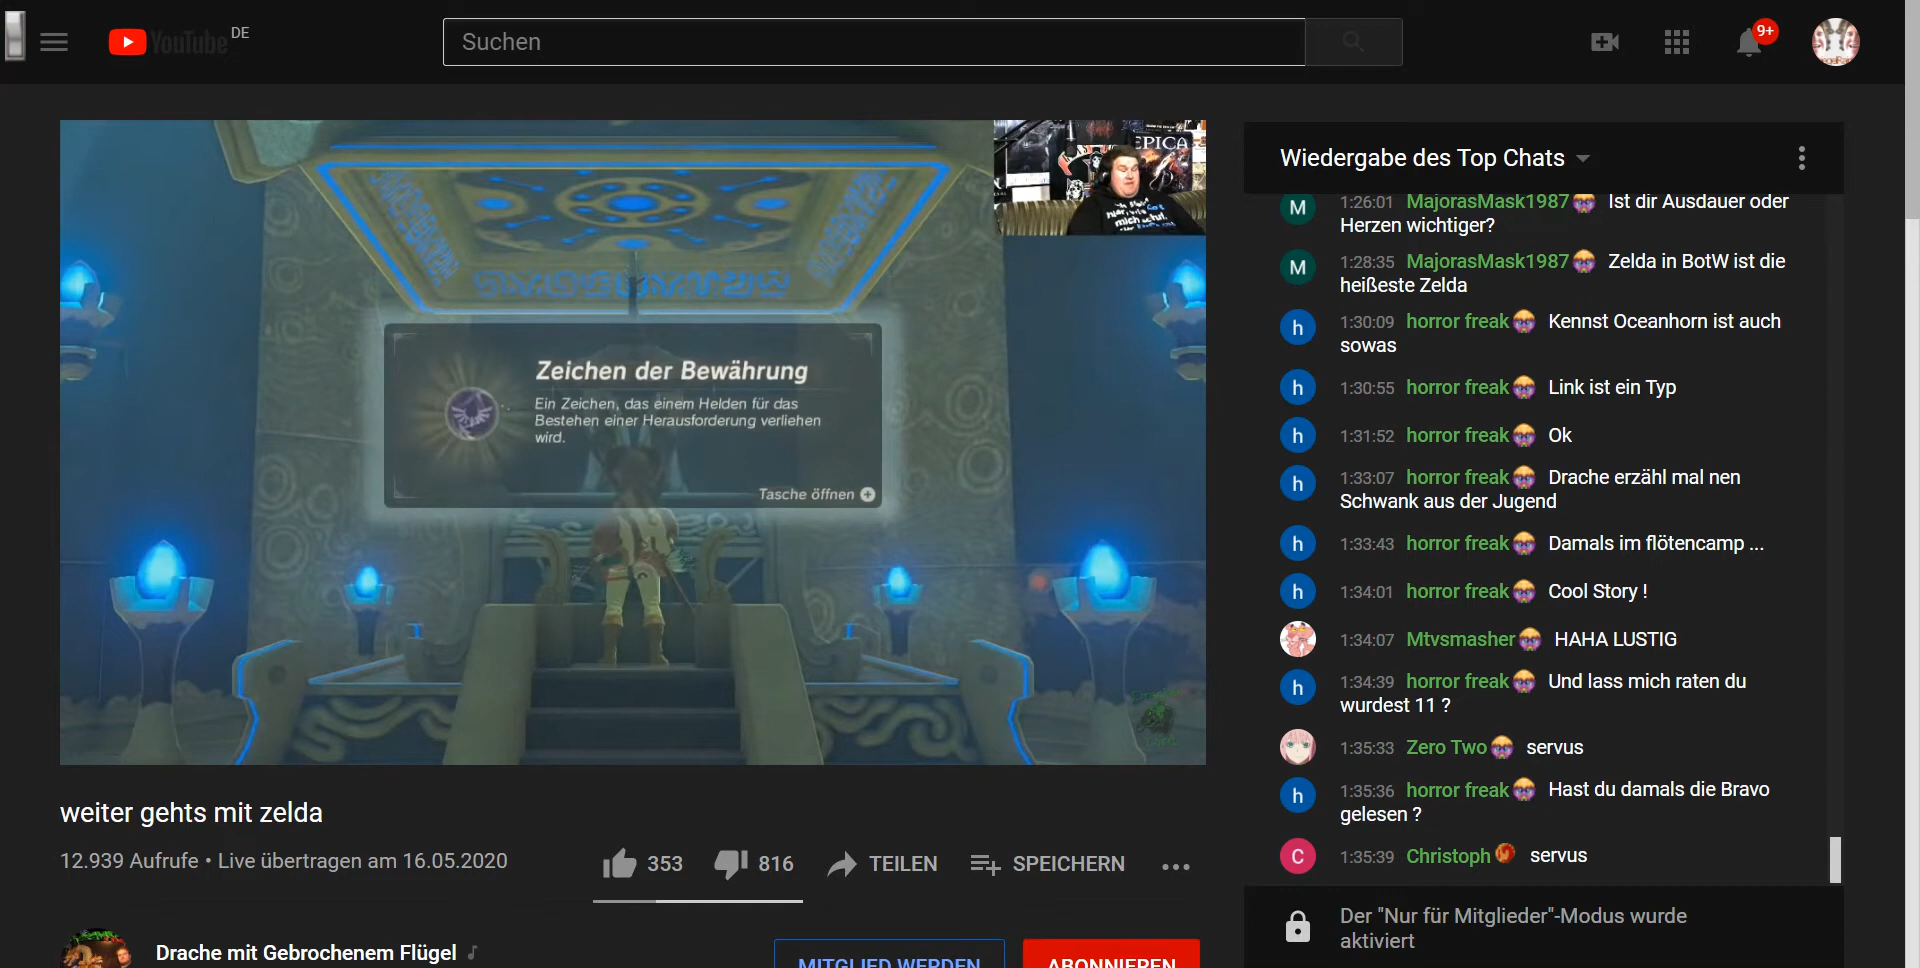 YouTube DE
Suchen
9+
EPICA
Zeichen der Bewährung
Ein Zeichen, das einem Helden für das
Bestehen einer Herausforderung verliehen
wird.
Tasche öffnen
weiter gehts mit zelda
12.939 Aufrufe • Live übertragen am 16.05.2020
353
816
TEILEN
SPEICHERN
Drache mit Gebrochenem Flügel
MITGLIED WERDEN
ABONNIEREN
Wiedergabe des Top Chats
M
1:26:01 MajorasMask1987 Ist dir Ausdauer oder
Herzen wichtiger?
M
1:28:35 MajorasMask1987 Zelda in BotW ist die
heißeste Zelda
h
1:30:09 horror freak Kennst Oceanhorn ist auch
sowas
h
1:30:55 horror freak Link ist ein Typ
h
1:31:52 horror freak Ok
h
1:33:07 horror freak Drache erzähl mal nen
Schwank aus der Jugend
h
1:33:43 horror freak Damals im flötencamp ...
h
1:34:01 horror freak Cool Story !
1:34:07 Mtvsmasher HAHA LUSTIG
h
1:34:39 horror freak Und lass mich raten du
wurdest 11 ?
1:35:33 Zero Two servus
h
1:35:36 horror freak Hast du damals die Bravo
gelesen ?
C
1:35:39 Christoph servus
Der "Nur für Mitglieder"-Modus wurde
aktiviert